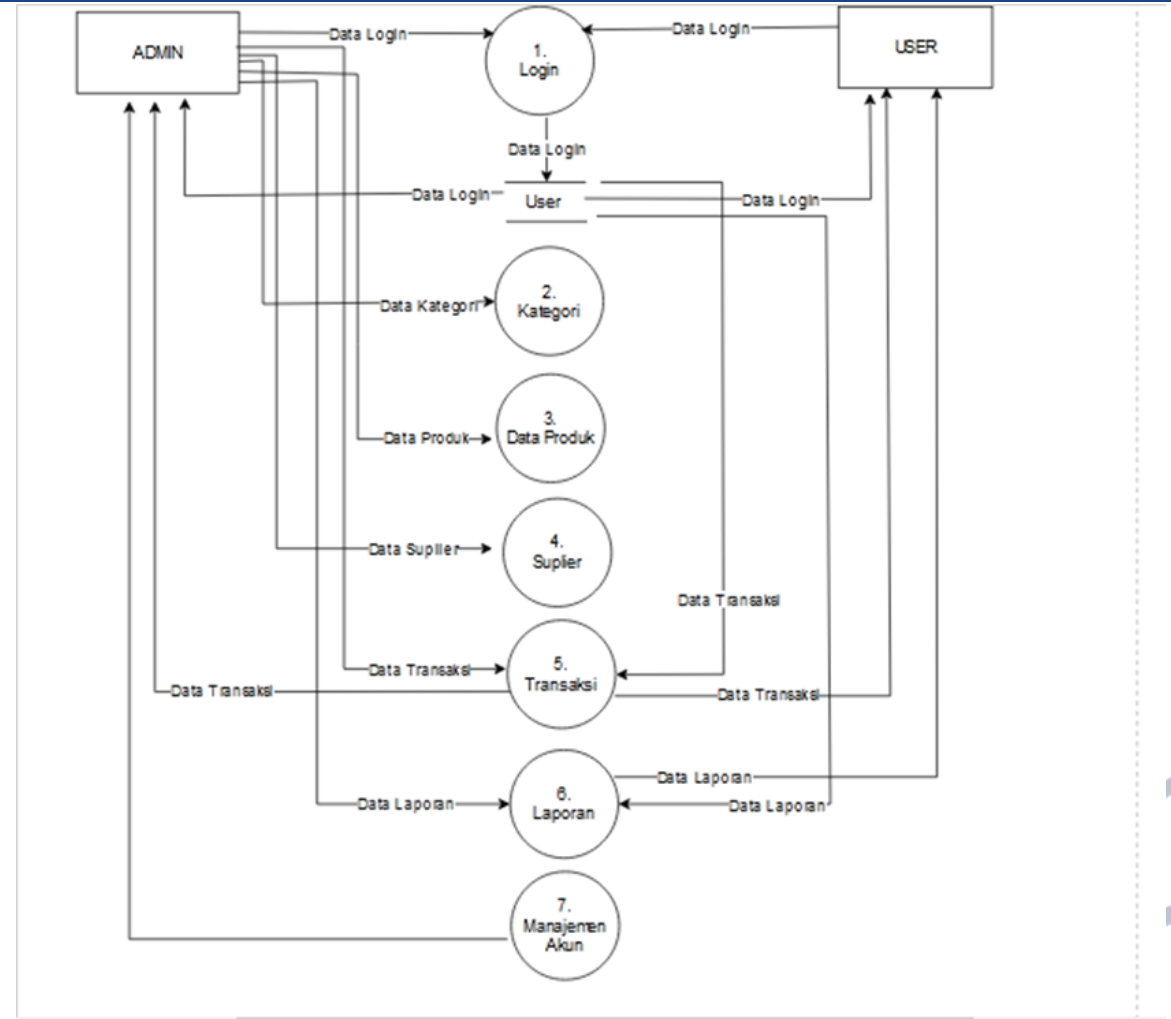 ADMIN
Data Login
1.
Login
Data Login
USER
Data Login
Data Login
User
Data Login
2.
Kategori
Data Kategori
3.
Data Produk
Data Produk
4.
Suplier
Data Suplier
Data Transaksi
5.
Transaksi
Data Transaksi
Data Transaksi
Data Transaksi
6.
Laporan
Data Laporan
Data Laporan
Data Laporan
7.
Manajemen
Akun